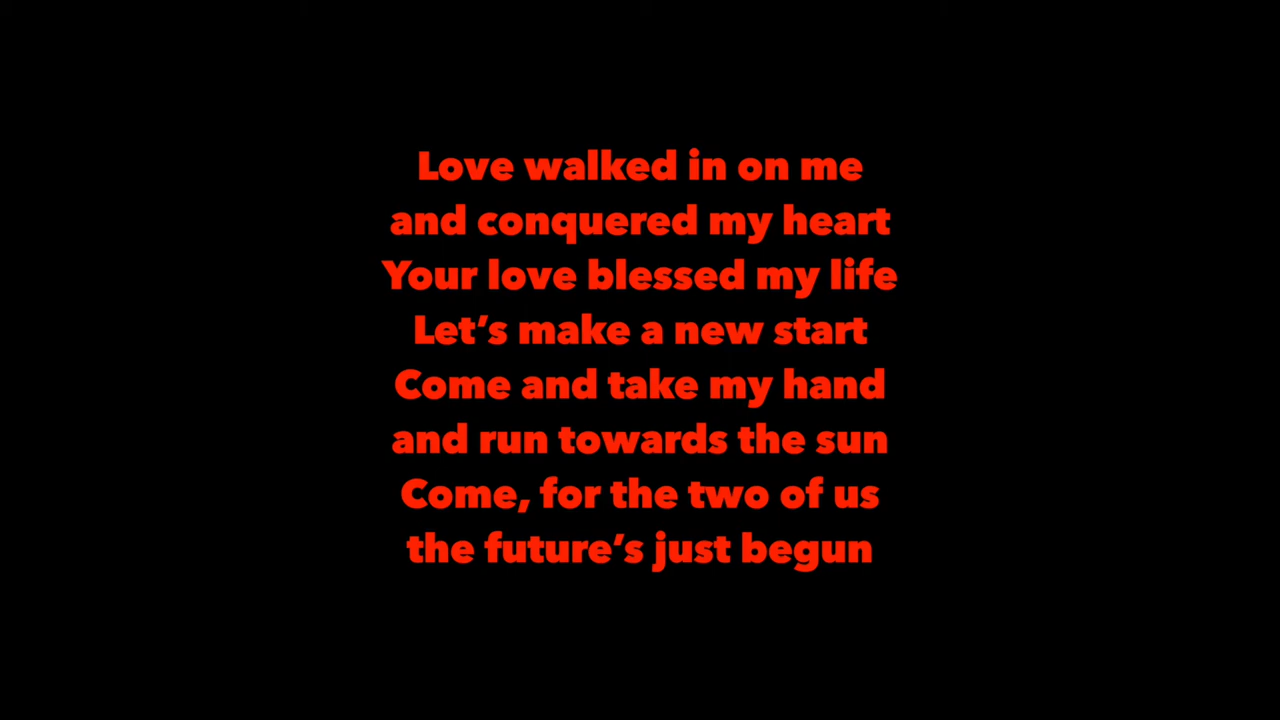 Love walked in on me
and conquered my heart
Your love blessed my life
Let’s make a new start
Come and take my hand
and run towards the sun
Come, for the two of us
the future’s just begun